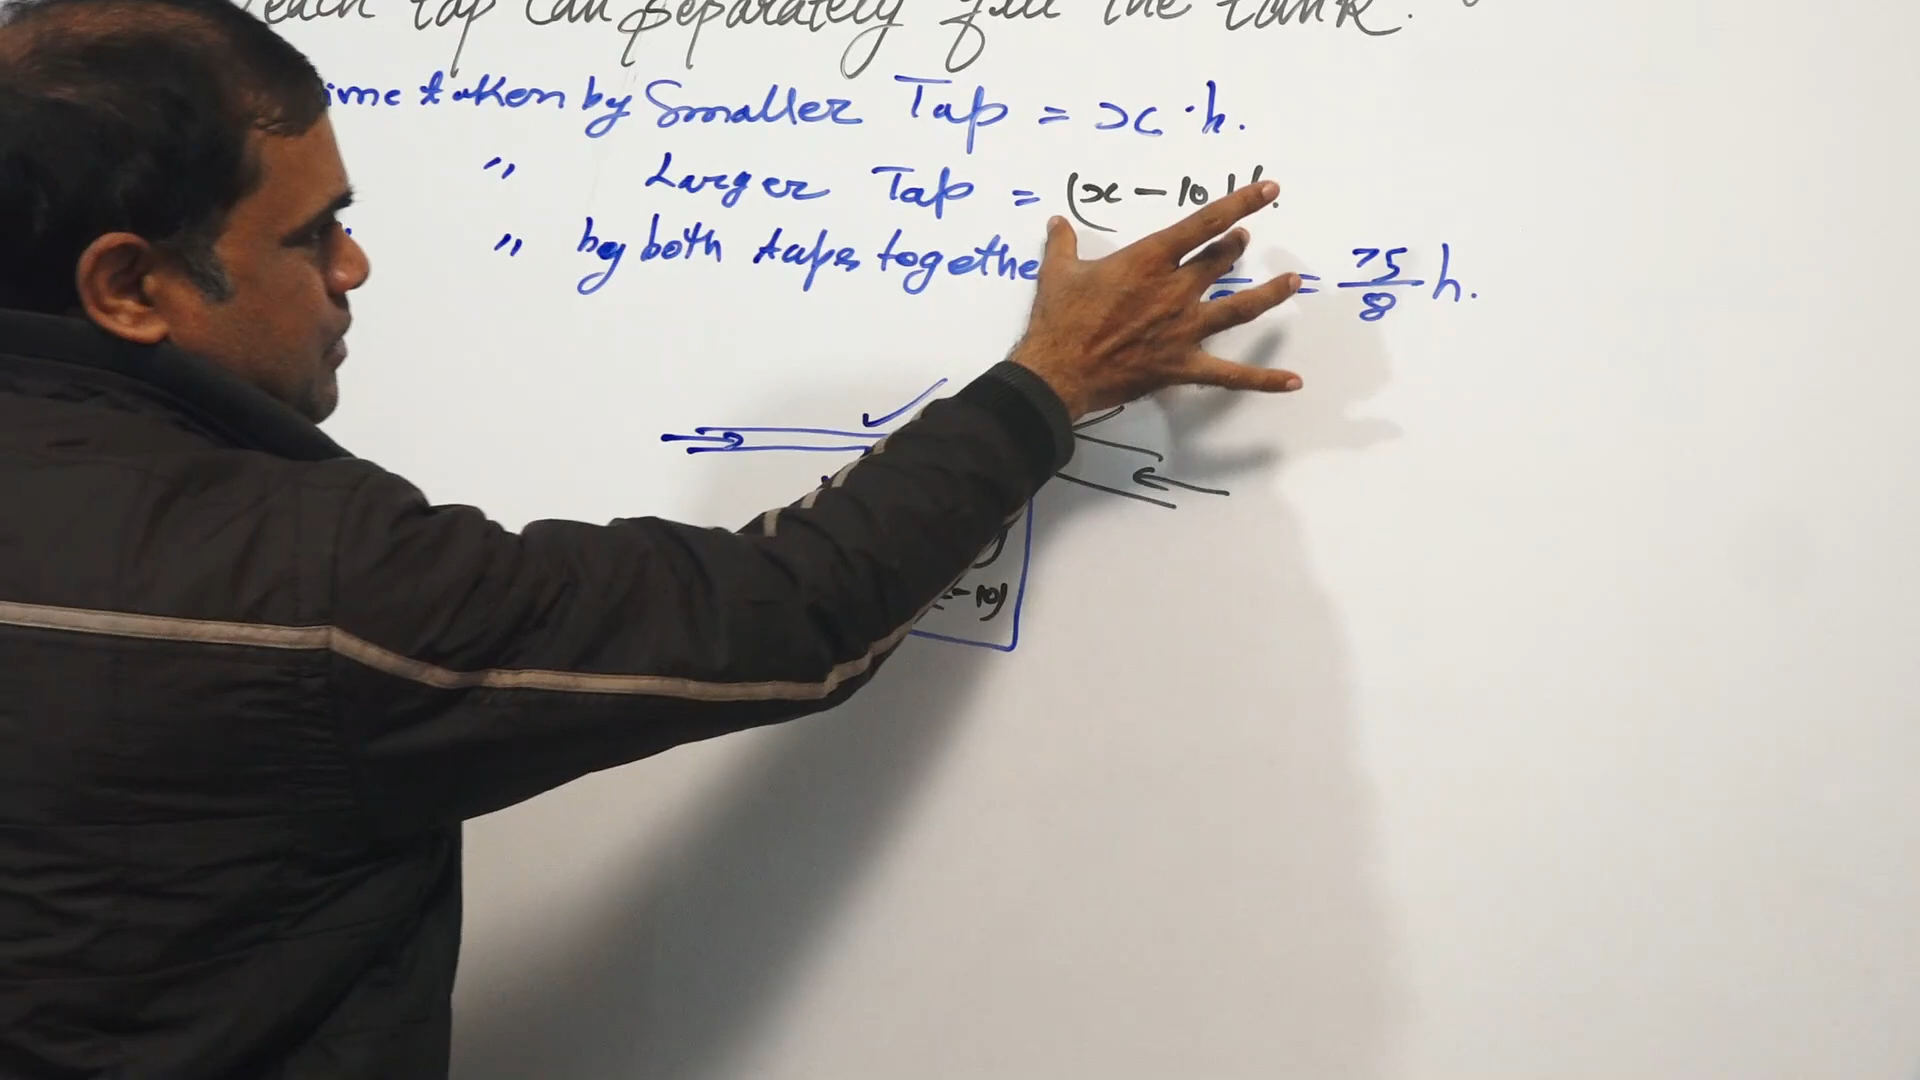 each tap can separately fill the tank.
ime taken by Smaller Tap = x h.
" Larger Tap = (x - 10) h.
" by both taps together = 75/8 h.
- 10)